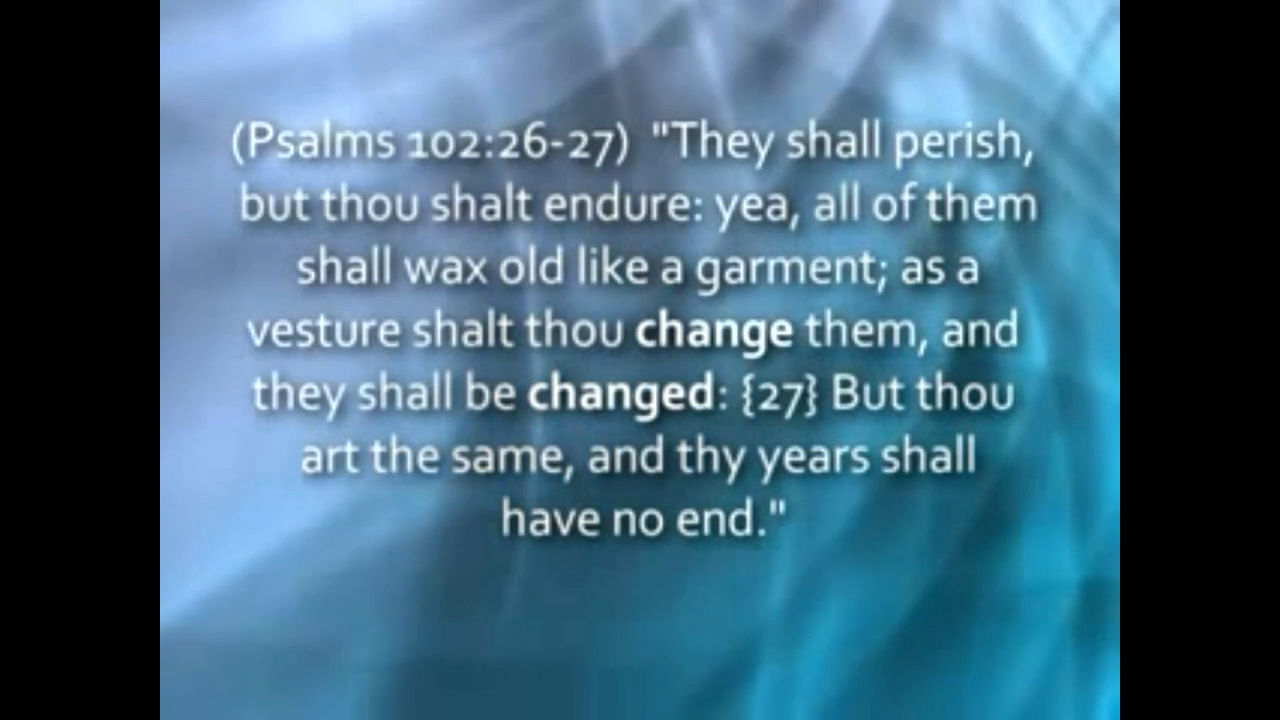 (Psalms 102:26-27)  "They shall perish,
but thou shalt endure: yea, all of them
shall wax old like a garment; as a
vesture shalt thou change them, and
they shall be changed: {27} But thou
art the same, and thy years shall
have no end."